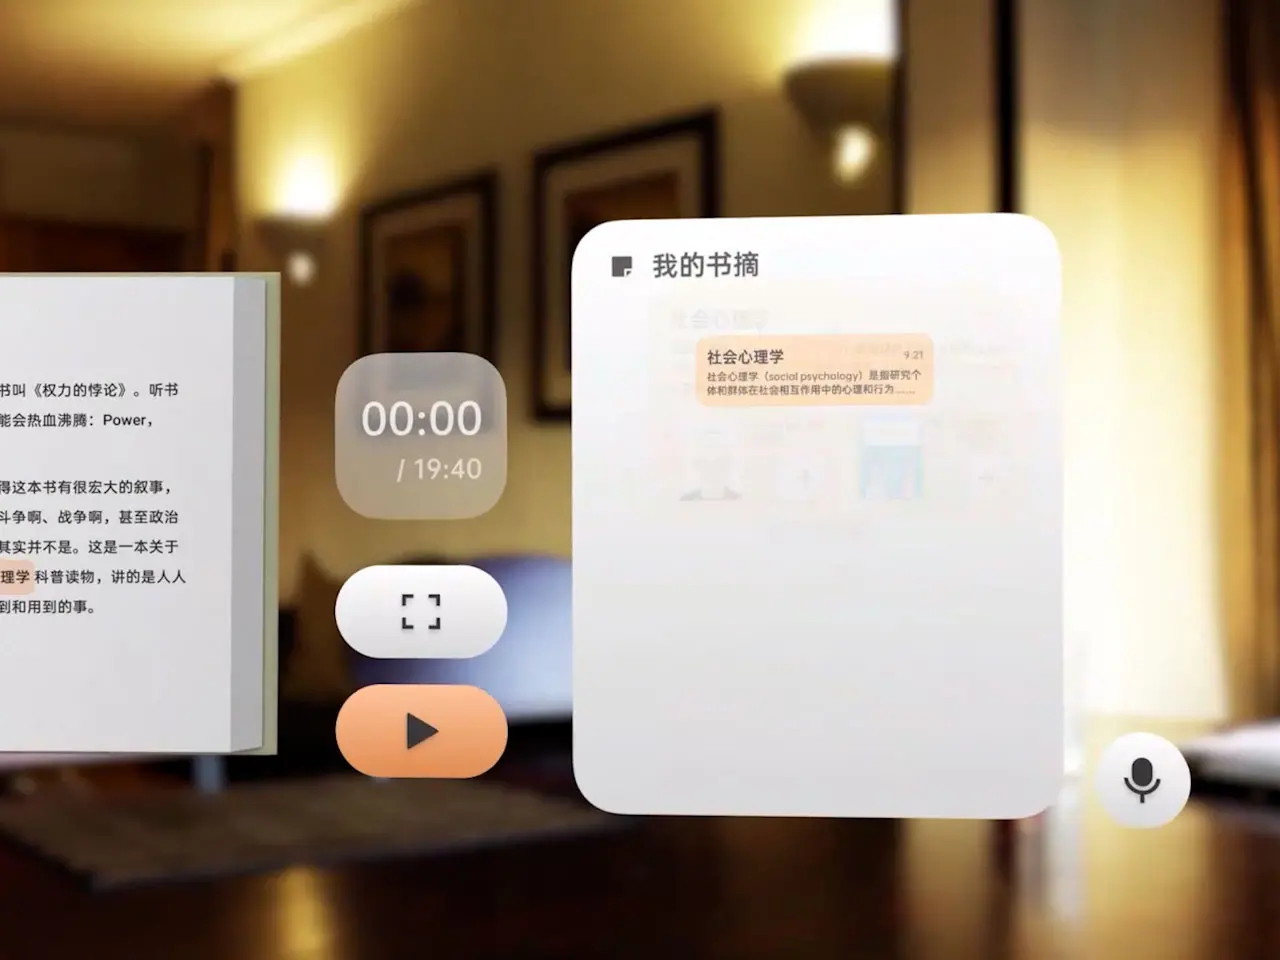 书叫《权力的悖论》。听书
能会热血沸腾：Power，
得这本书有很宏大的叙事，
斗争啊、战争啊，甚至政治
其实并不是。这是一本关于
理学科普读物，讲的是人人
到和用到的事。
00:00
/ 19:40
我的书摘
社会心理学
社会心理学 9:21
社会心理学（social psychology）是指研究个
体和群体在社会相互作用中的心理和行为……